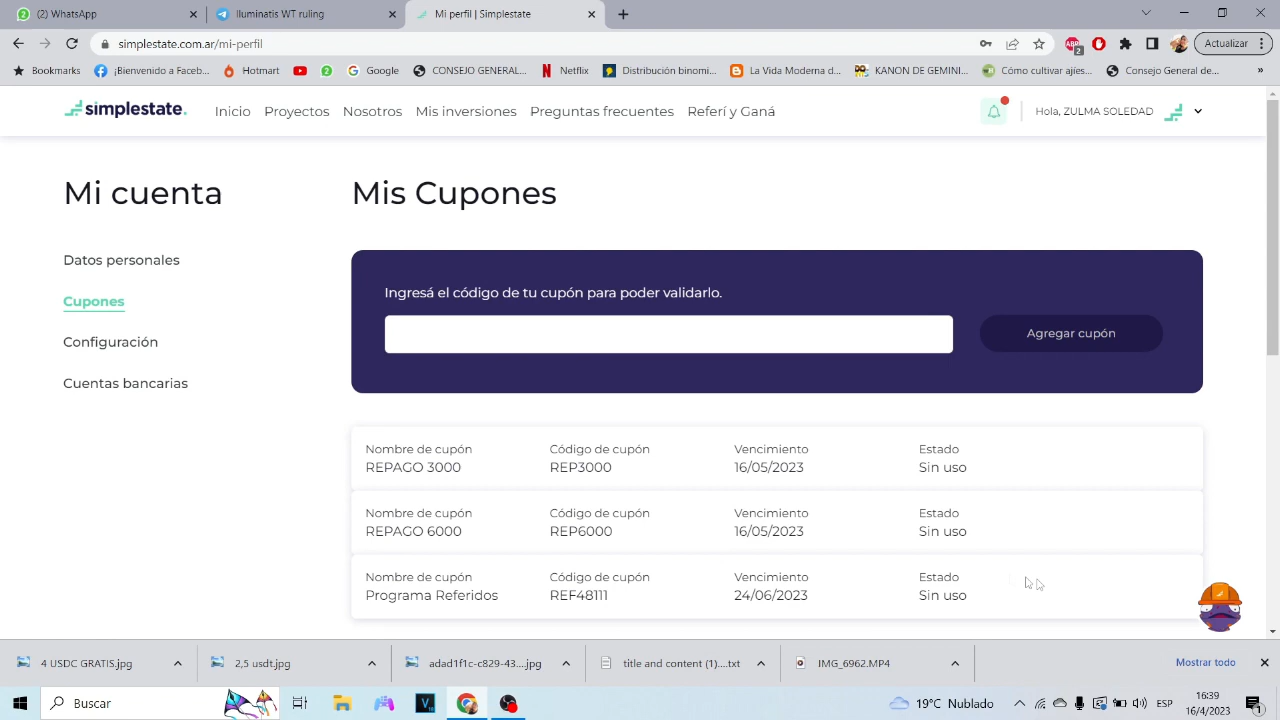 2
(2) WhatsApp
Instatoken WT ruling
Mi perfil | Simplestate
simplestate.com.ar/mi-perfil
ABP
2
Actualizar
Bookmarks
¡Bienvenido a Faceb...
Hotmart
2
Google
CONSEJO GENERAL...
Netflix
Distribución binomi...
La Vida Moderna d...
KANON DE GEMINI...
Cómo cultivar ajíes...
Consejo General de...
»
simplestate.
Inicio
Proyectos
Nosotros
Mis inversiones
Preguntas frecuentes
Referí y Ganá
Hola, ZULMA SOLEDAD
Mi cuenta
Datos personales
Cupones
Configuración
Cuentas bancarias
Mis Cupones
Ingresá el código de tu cupón para poder validarlo.
Agregar cupón
Nombre de cupón Código de cupón Vencimiento Estado
REPAGO 3000 REP3000 16/05/2023 Sin uso
Nombre de cupón Código de cupón Vencimiento Estado
REPAGO 6000 REP6000 16/05/2023 Sin uso
Nombre de cupón Código de cupón Vencimiento Estado
Programa Referidos REF48111 24/06/2023 Sin uso
4 USDC GRATIS.jpg
2,5 usdt.jpg
adad1f1c-c829-43....jpg
title and content (1)....txt
IMG_6962.MP4
Mostrar todo
Buscar
19°C Nublado
ESP
16:39
16/4/2023
1